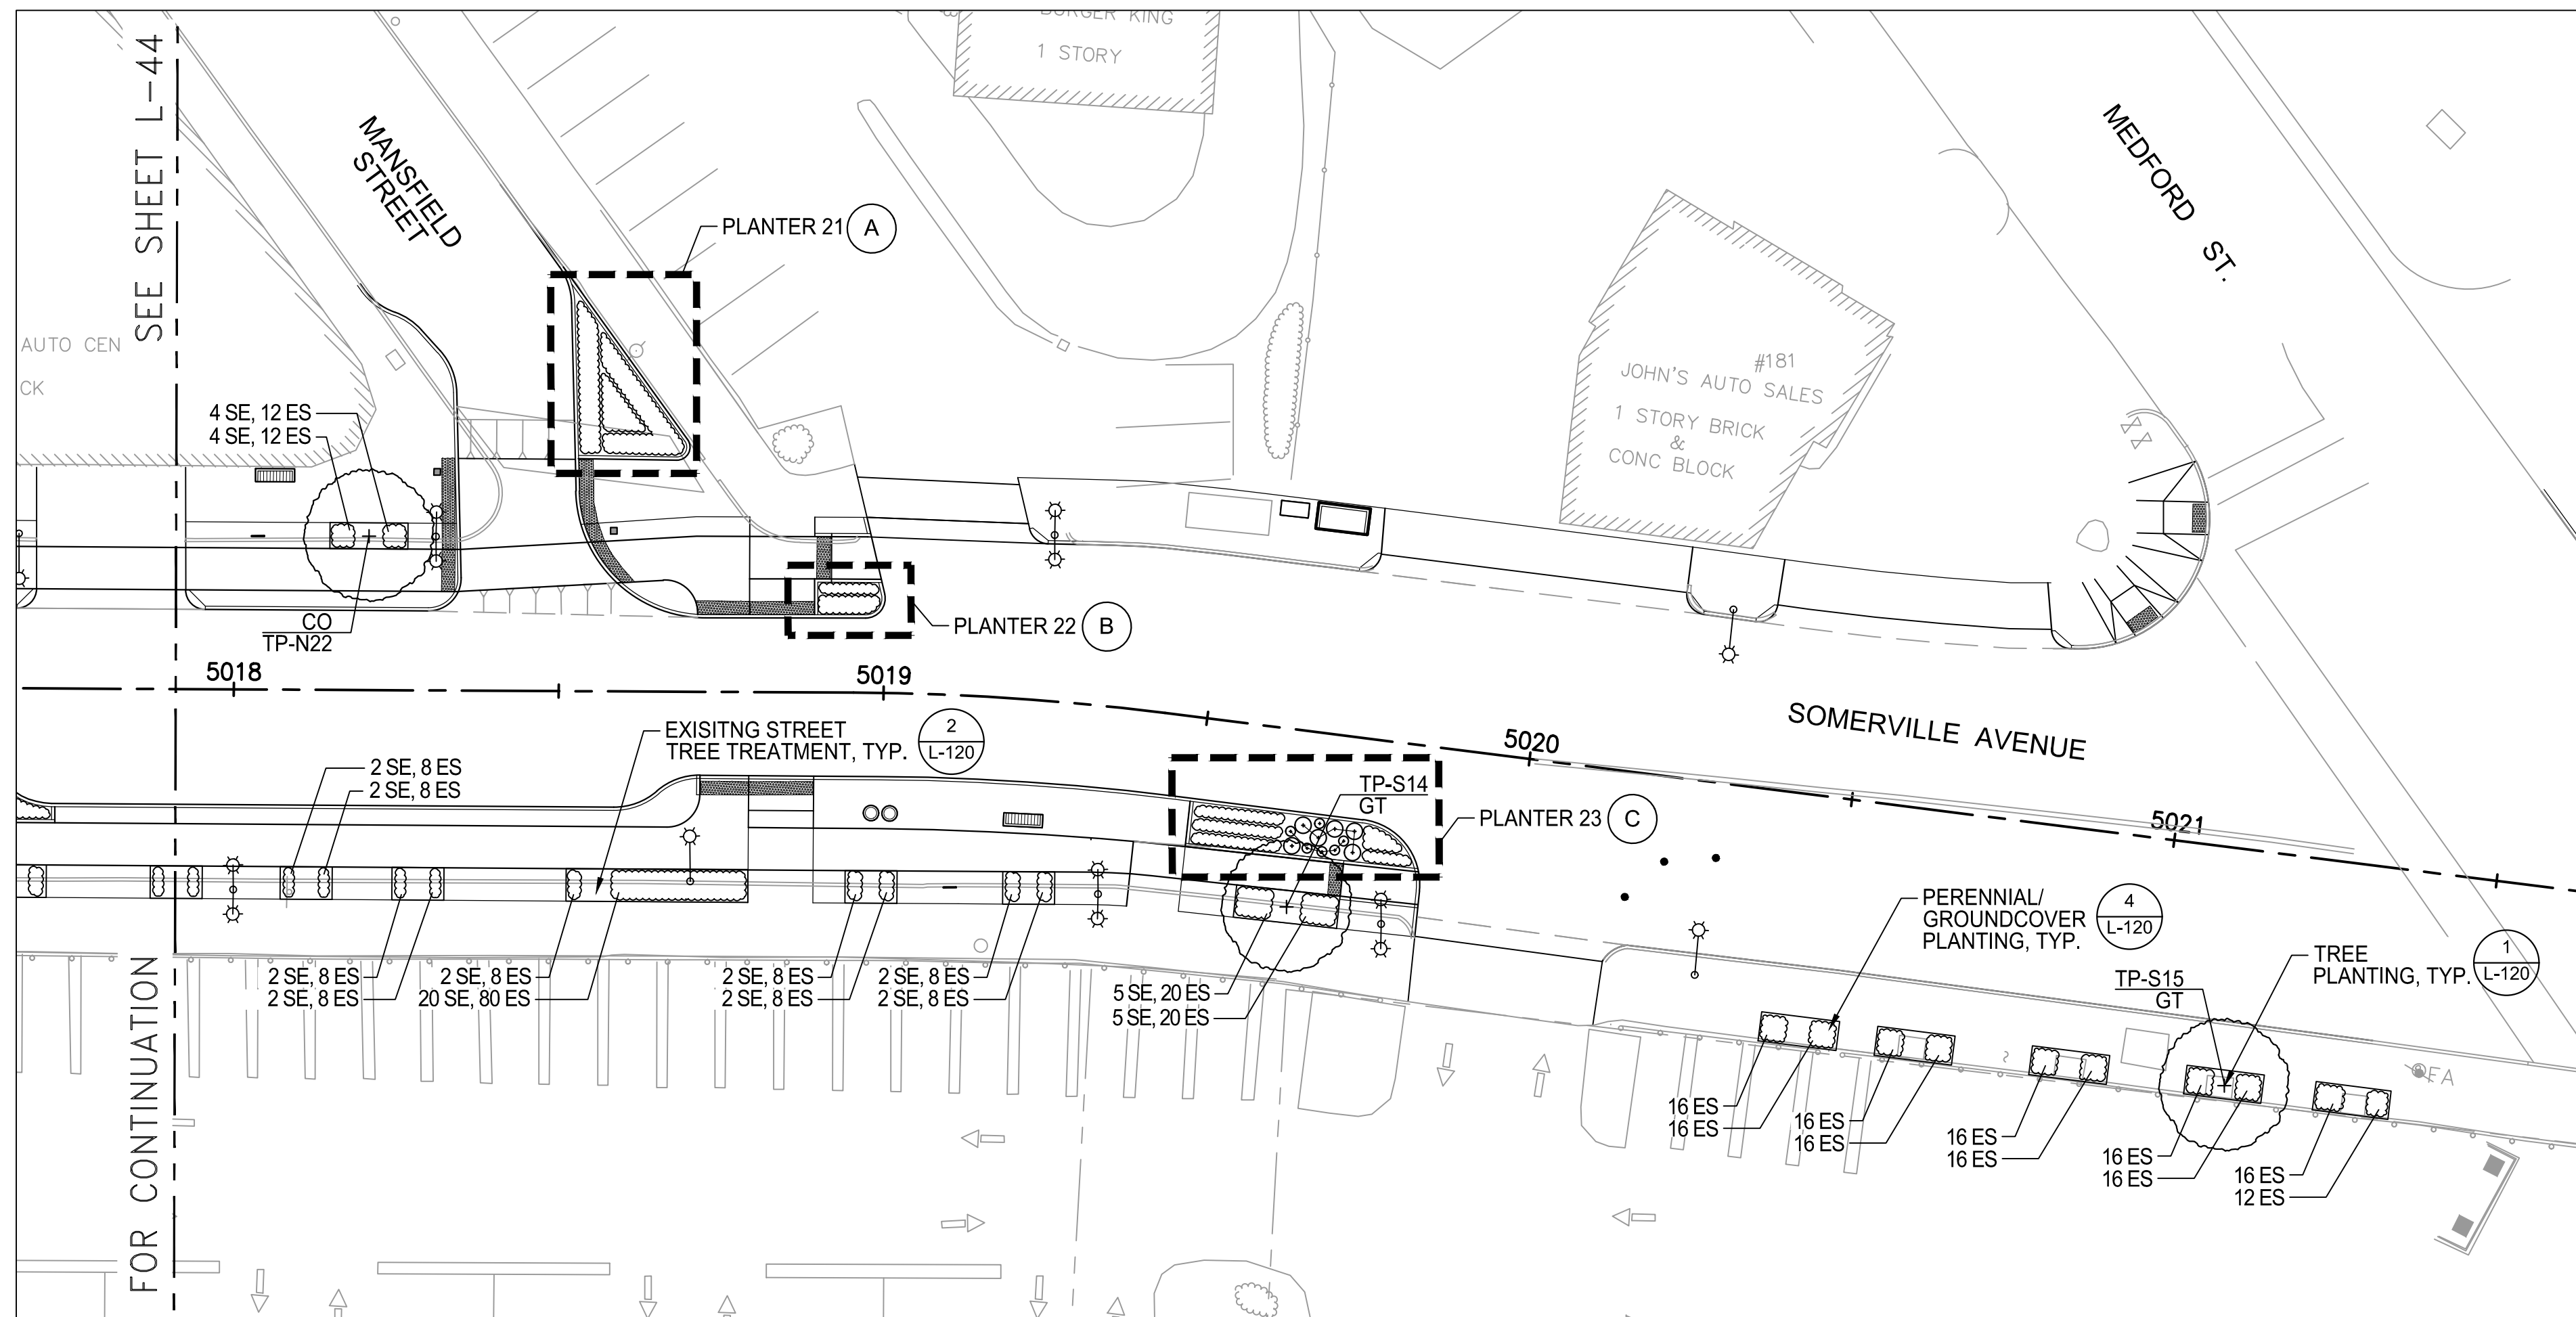 BURGER KING
1 STORY
SEE SHEET L-44
MANSFIELD
STREET
MEDFORD ST.
PLANTER 21
A
AUTO CEN
CK
#181
JOHN'S AUTO SALES
1 STORY BRICK
&
CONC BLOCK
4 SE, 12 ES
4 SE, 12 ES
CO
TP-N22
PLANTER 22
B
5018
5019
5020
5021
SOMERVILLE AVENUE
EXISITNG STREET
TREE TREATMENT, TYP.
2
L-120
2 SE, 8 ES
2 SE, 8 ES
TP-S14
GT
PLANTER 23
C
PERENNIAL/
GROUNDCOVER
PLANTING, TYP.
4
L-120
TREE
PLANTING, TYP.
1
L-120
TP-S15
GT
FOR CONTINUATION
2 SE, 8 ES
2 SE, 8 ES
2 SE, 8 ES
20 SE, 80 ES
2 SE, 8 ES
2 SE, 8 ES
2 SE, 8 ES
2 SE, 8 ES
5 SE, 20 ES
5 SE, 20 ES
FA
16 ES
16 ES
16 ES
16 ES
16 ES
16 ES
16 ES
16 ES
16 ES
12 ES